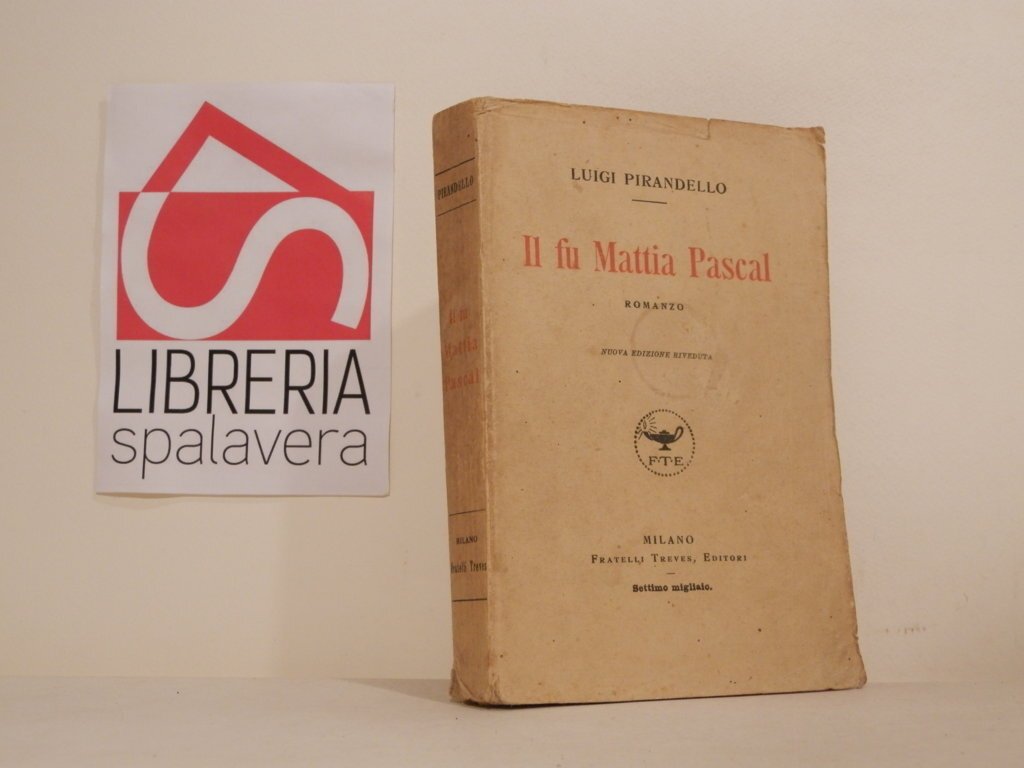 LIBRERIA
spalavera
PIRANDELLO
Il fu
Mattia
Pascal
MILANO
Fratelli Treves
LUIGI PIRANDELLO
Il fu Mattia Pascal
ROMANZO
NUOVA EDIZIONE RIVEDUTA
F·T·E
MILANO
FRATELLI TREVES, EDITORI
Settimo migliaio.